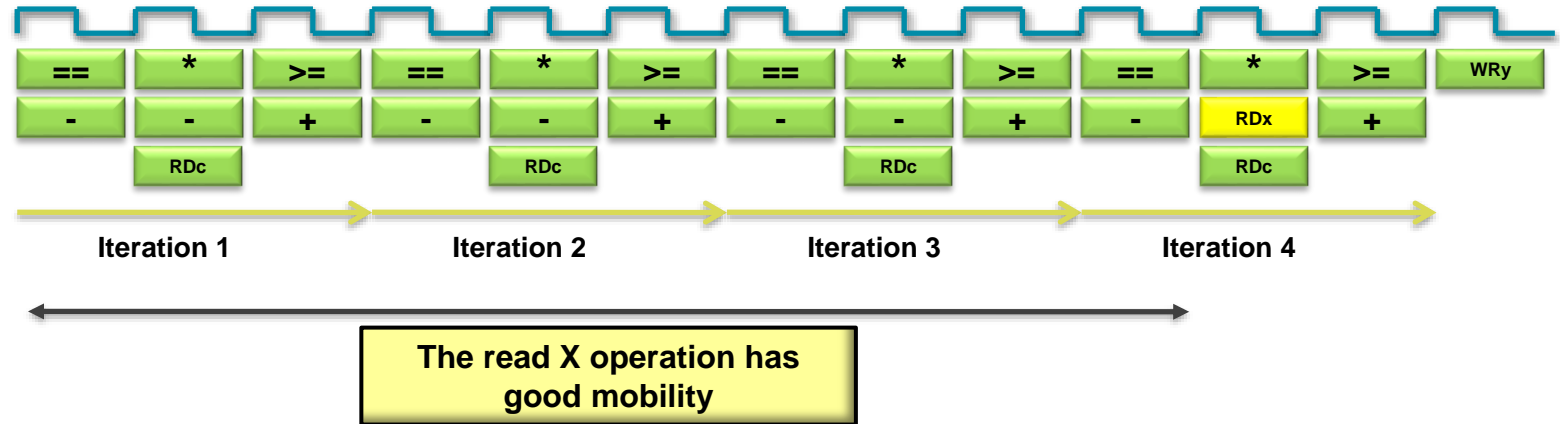 == * >= == * >= == * >= == * >= WRy
- - + - - + - - + - RDx +
RDc RDc RDc RDc
Iteration 1 Iteration 2 Iteration 3 Iteration 4
The read X operation has
good mobility